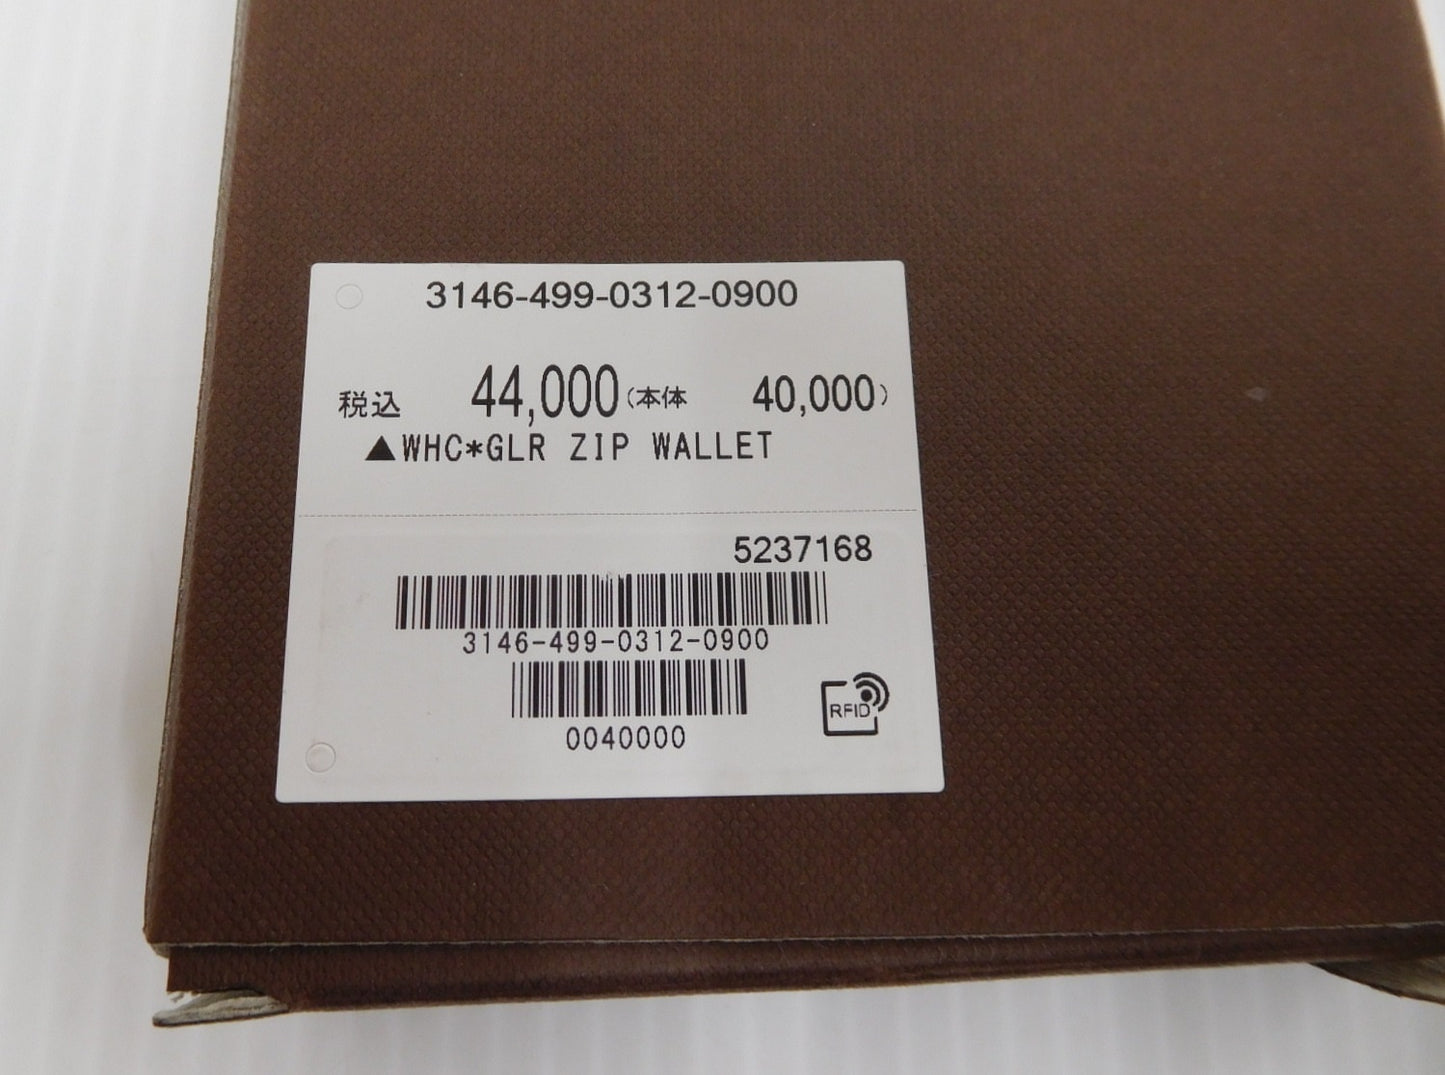 3146-499-0312-0900
税込 44,000(本体 40,000)
▲WHC*GLR ZIP WALLET
5237168
3146-499-0312-0900
0040000
RFID